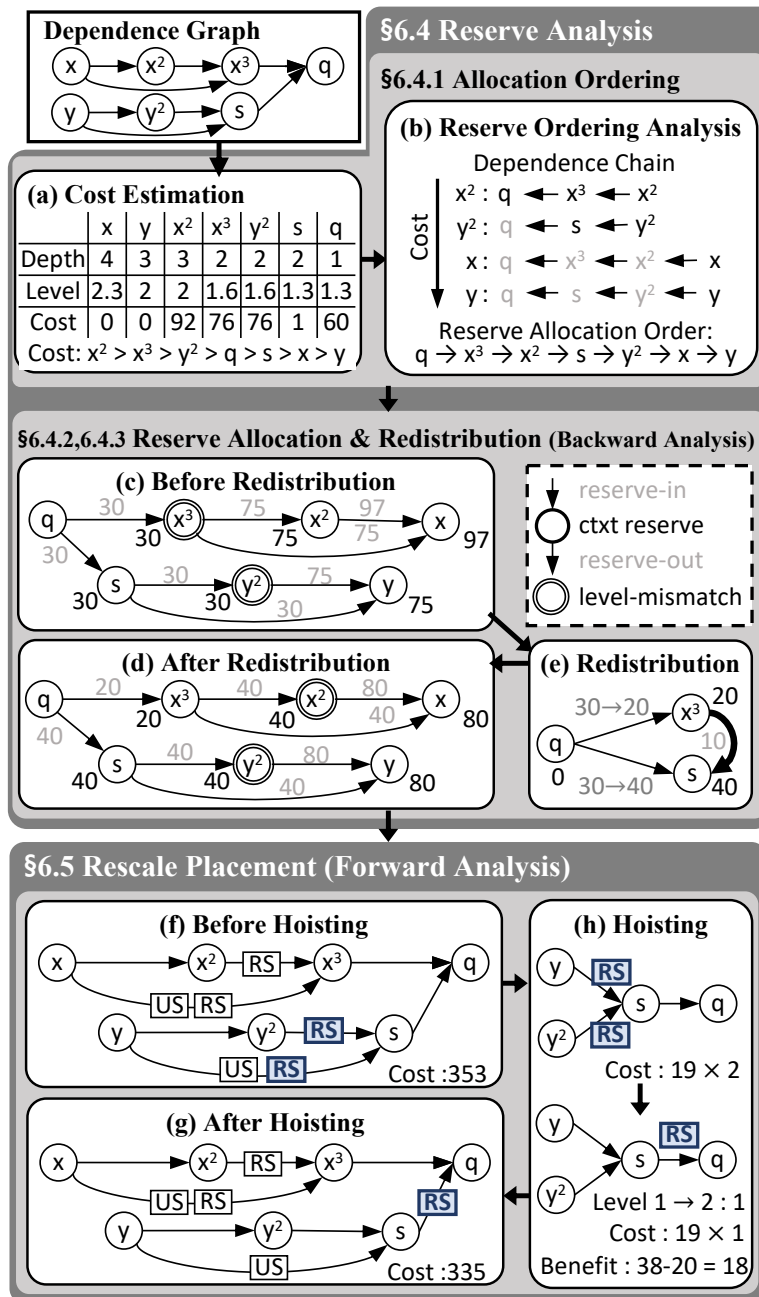 Dependence Graph
x x² x³ q
y y² s
§6.4 Reserve Analysis
§6.4.1 Allocation Ordering
(a) Cost Estimation
x y x² x³ y² s q
Depth 4 3 3 2 2 2 1
Level 2.3 2 2 1.6 1.6 1.3 1.3
Cost 0 0 92 76 76 1 60
Cost: x² > x³ > y² > q > s > x > y
(b) Reserve Ordering Analysis
Dependence Chain
Cost
x² : q ← x³ ← x²
y² : q ← s ← y²
x : q ← x³ ← x² ← x
y : q ← s ← y² ← y
Reserve Allocation Order:
q → x³ → x² → s → y² → x → y
§6.4.2,6.4.3 Reserve Allocation & Redistribution (Backward Analysis)
(c) Before Redistribution
q 30 x³ 75 x² 97 x
30 30 75 75 97
s 30 y² 75 y
30 30 30 75
reserve-in
ctxt reserve
reserve-out
level-mismatch
(d) After Redistribution
q 20 x³ 40 x² 80 x
40 20 40 40 80
s 40 y² 80 y
40 40 40 80
(e) Redistribution
30→20 x³ 20
q 10
0 30→40 s 40
§6.5 Rescale Placement (Forward Analysis)
(f) Before Hoisting
x x² RS x³ q
US RS
y y² RS s
US RS
Cost :353
(g) After Hoisting
x x² RS x³ q
US RS RS
y y² s
US
Cost :335
(h) Hoisting
y RS
s q
y² RS
Cost : 19 × 2
y RS
s q
y²
Level 1 → 2 : 1
Cost : 19 × 1
Benefit : 38-20 = 18